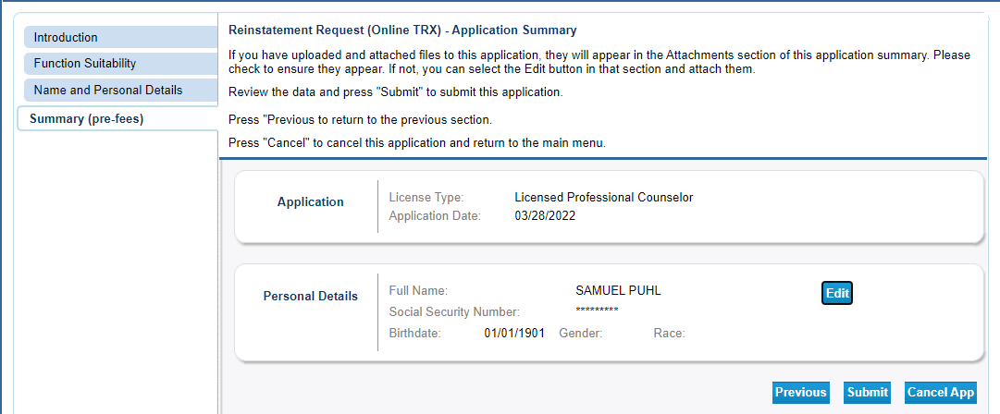 Introduction
Function Suitability
Name and Personal Details
Summary (pre-fees)
Reinstatement Request (Online TRX) - Application Summary
If you have uploaded and attached files to this application, they will appear in the Attachments section of this application summary. Please
check to ensure they appear. If not, you can select the Edit button in that section and attach them.
Review the data and press "Submit" to submit this application.
Press "Previous to return to the previous section.
Press "Cancel" to cancel this application and return to the main menu.
Application
License Type: Licensed Professional Counselor
Application Date: 03/28/2022
Personal Details
Full Name: SAMUEL PUHL
Edit
Social Security Number: *********
Birthdate: 01/01/1901 Gender: Race:
Previous Submit Cancel App